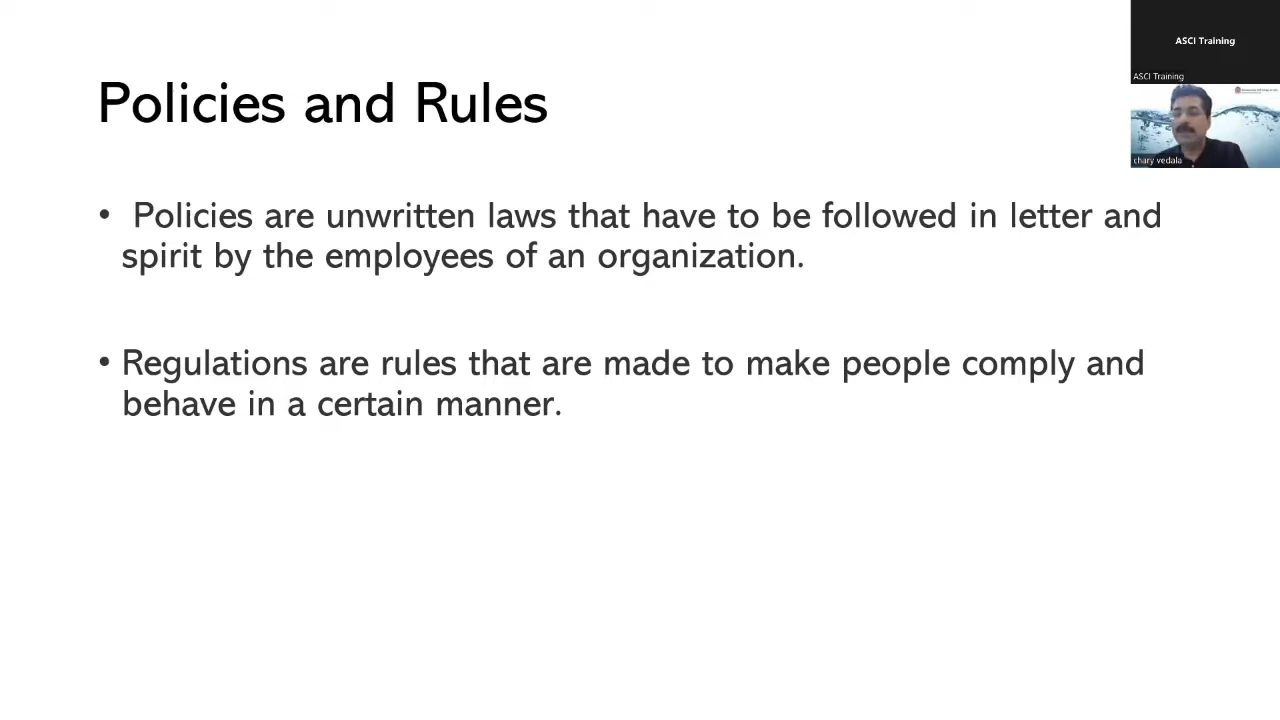 ASCI Training
ASCI Training
chary vedala
Policies and Rules
• Policies are unwritten laws that have to be followed in letter and
spirit by the employees of an organization.
• Regulations are rules that are made to make people comply and
behave in a certain manner.